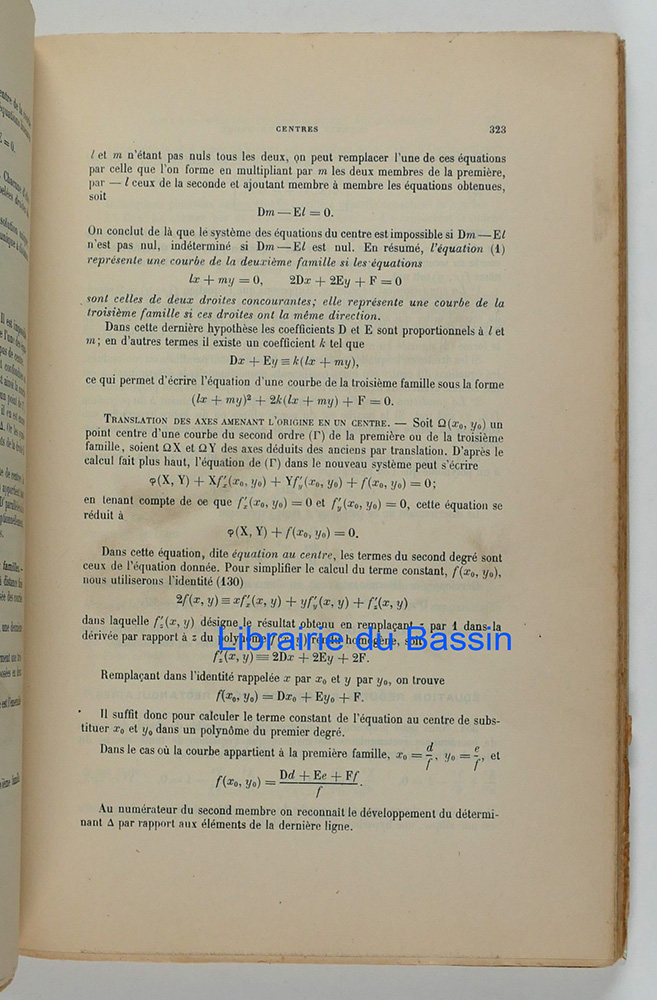 CENTRES 323
l et m n'étant pas nuls tous les deux, on peut remplacer l'une de ces équations
par celle que l'on forme en multipliant par m les deux membres de la première,
par — l ceux de la seconde et ajoutant membre à membre les équations obtenues,
soit
Dm — El = 0.
On conclut de là que le système des équations du centre est impossible si Dm — El
n'est pas nul, indéterminé si Dm — El est nul. En résumé, l'équation (1)
représente une courbe de la deuxième famille si les équations
lx + my = 0, 2Dx + 2Ey + F = 0
sont celles de deux droites concourantes; elle représente une courbe de la
troisième famille si ces droites ont la même direction.
Dans cette dernière hypothèse les coefficients D et E sont proportionnels à l et
m; en d'autres termes il existe un coefficient k tel que
Dx + Ey ≡ k(lx + my),
ce qui permet d'écrire l'équation d'une courbe de la troisième famille sous la forme
(lx + my)² + 2k(lx + my) + F = 0.
TRANSLATION DES AXES AMENANT L'ORIGINE EN UN CENTRE. — Soit Ω(x₀, y₀) un
point centre d'une courbe du second ordre (Γ) de la première ou de la troisième
famille, soient ΩX et ΩY des axes déduits des anciens par translation. D'après le
calcul fait plus haut, l'équation de (Γ) dans le nouveau système peut s'écrire
φ(X, Y) + Xf′ₓ(x₀, y₀) + Yf′y(x₀, y₀) + f(x₀, y₀) = 0;
en tenant compte de ce que f′ₓ(x₀, y₀) = 0 et f′y(x₀, y₀) = 0, cette équation se
réduit à
φ(X, Y) + f(x₀, y₀) = 0.
Dans cette équation, dite équation au centre, les termes du second degré sont
ceux de l'équation donnée. Pour simplifier le calcul du terme constant, f(x₀, y₀),
nous utiliserons l'identité (130)
2f(x, y) ≡ xf′ₓ(x, y) + yf′y(x, y) + f′z(x, y)
dans laquelle f′z(x, y) désigne le résultat obtenu en remplaçant z par 1 dans la
dérivée par rapport à z du polynôme f(x, y) rendu homogène, soit
Librairie du Bassin
f′z(x, y) ≡ 2Dx + 2Ey + 2F.
Remplaçant dans l'identité rappelée x par x₀ et y par y₀, on trouve
f(x₀, y₀) = Dx₀ + Ey₀ + F.
Il suffit donc pour calculer le terme constant de l'équation au centre de subs-
tituer x₀ et y₀ dans un polynôme du premier degré.
Dans le cas où la courbe appartient à la première famille, x₀ = d/f, y₀ = e/f, et
f(x₀, y₀) = (Dd + Ee + Ff)/f.
Au numérateur du second membre on reconnaît le développement du détermi-
nant Δ par rapport aux éléments de la dernière ligne.